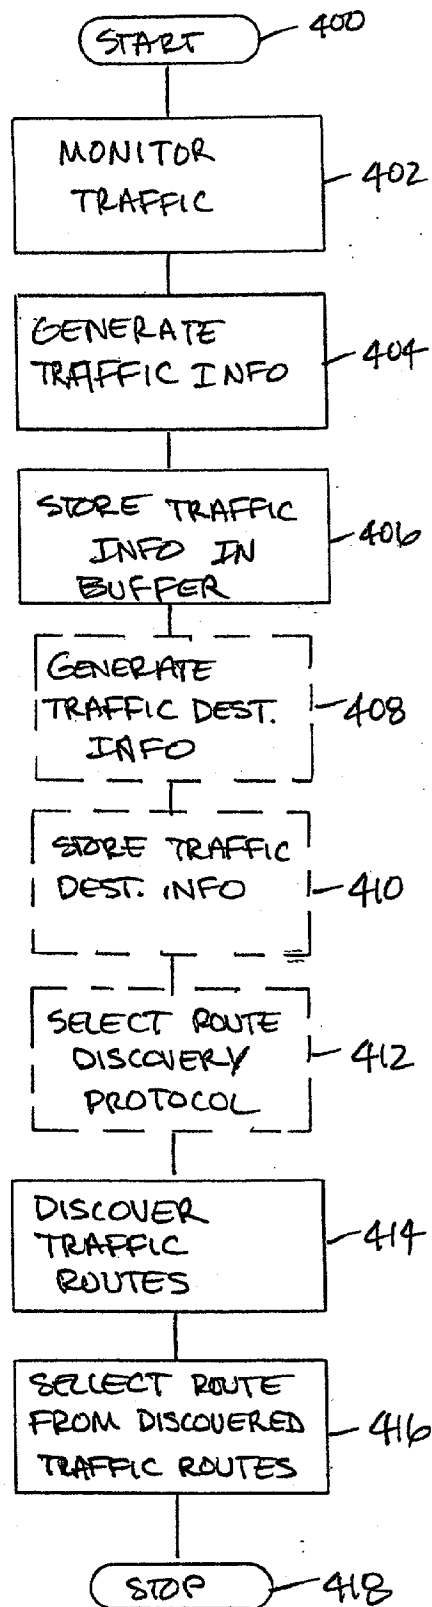 START
400
MONITOR
TRAFFIC
402
GENERATE
TRAFFIC INFO
404
STORE TRAFFIC
INFO IN
BUFFER
406
GENERATE
TRAFFIC DEST.
INFO
408
STORE TRAFFIC
DEST. INFO
410
SELECT ROUTE
DISCOVERY
PROTOCOL
412
DISCOVER
TRAFFIC
ROUTES
414
SELLECT ROUTE
FROM DISCOVERED
TRAFFIC ROUTES
416
STOP
418